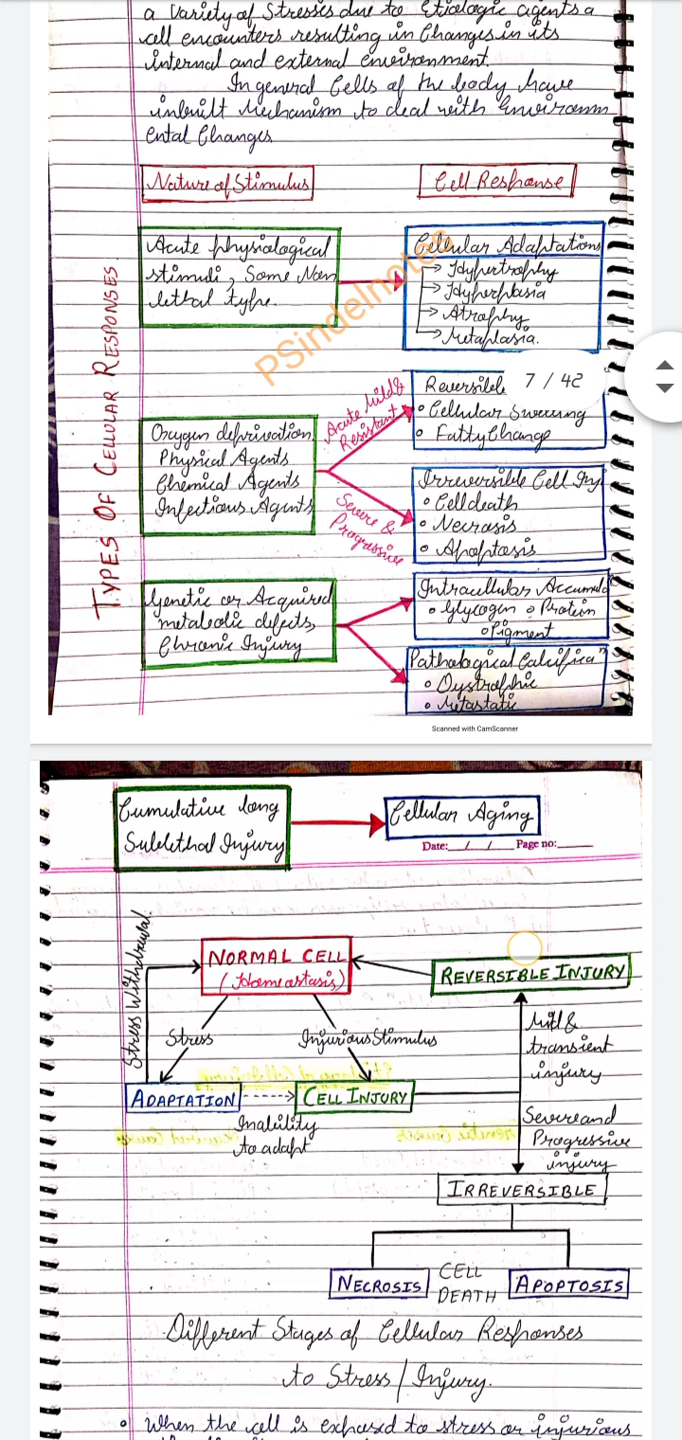 a Variety of Stresses due to Etiologic agents a
cell encounters resulting in Changes in its
internal and external environment.
In general Cells of the body have
inbuilt Mechanism to deal with Environm
ental Changes
Nature of Stimulus
Cell Response
TYPES OF CELLULAR RESPONSES
Acute physiological
stimuli, Some Non
lethal type.
Cellular Adaptations
→ Hypertrophy
→ Hyperplasia
→ Atrophy
→ Metaplasia.
PSindelnotes
7 / 42
Oxygen deprivation,
Physical Agents
Chemical Agents
Infectious Agents
Acute Mild &
Resistant
Severe &
Progressive
Reversible
• Cellular Swelling
• Fatty Change
Irreversible Cell Inj
• Cell death
• Necrosis
• Apoptosis
Genetic or Acquired
metabolic defects,
Chronic Injury
Intracellular Accumul
• Glycogen • Protein
• Pigment
Pathological Calcifica
• Dystrophic
• Metastatic
Scanned with CamScanner
Cumulative long
Sublethal Injury
Cellular Aging
Date: / / Page no:
Stress Withdrawal
NORMAL CELL
(Homeostasis)
REVERSIBLE INJURY
Stress
Injurious Stimulus
Mild &
transient
injury
ADAPTATION
CELL INJURY
Inability
to adapt
Severe and
Progressive
injury
IRREVERSIBLE
NECROSIS
CELL
DEATH
APOPTOSIS
Different Stages of Cellular Responses
to Stress/Injury.
• When the cell is exposed to stress or injurious